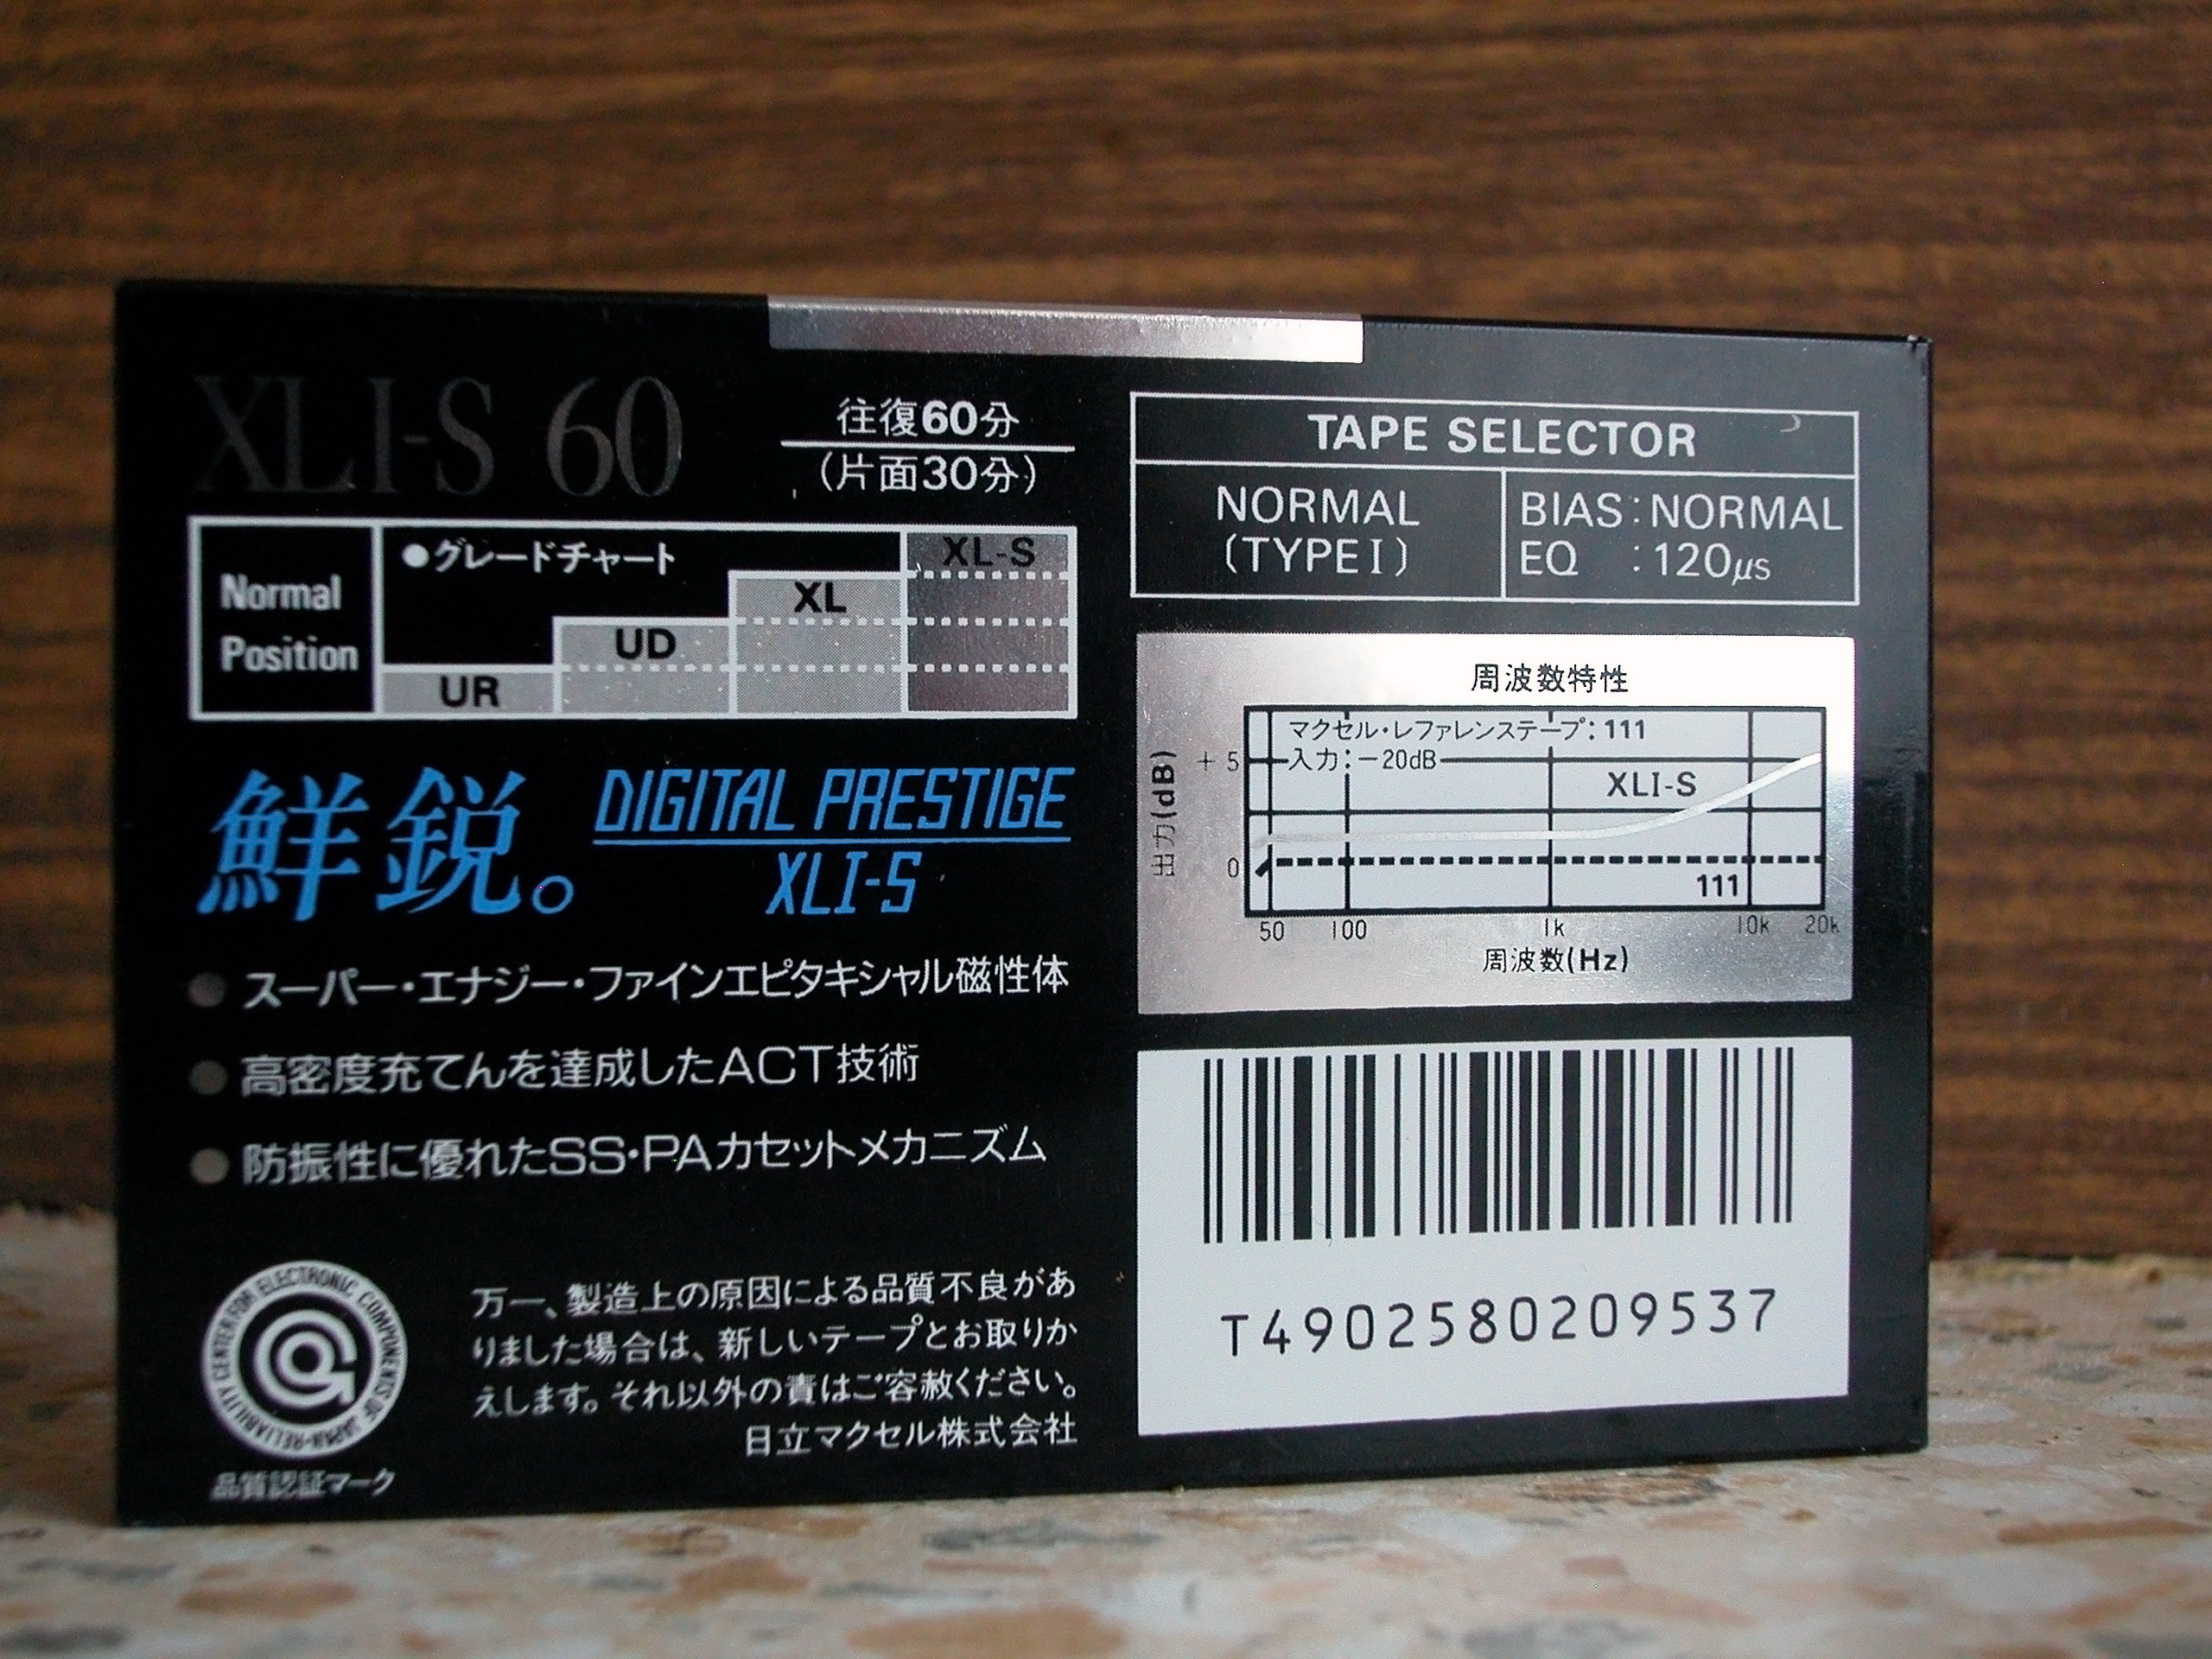 XLI-S 60
往復60分
(片面30分)
Normal
Position
●グレードチャート
XL-S
XL
UD
UR
鮮鋭。
DIGITAL PRESTIGE
XLI-S
スーパー・エナジー・ファインエピタキシャル磁性体
高密度充てんを達成したACT技術
防振性に優れたSS・PAカセットメカニズム
RELIABILITY CENTER FOR ELECTRONIC COMPONENTS OF JAPAN-
品質認証マーク
万一、製造上の原因による品質不良があ
りました場合は、新しいテープとお取りか
えします。それ以外の責はご容赦ください。
日立マクセル株式会社
TAPE SELECTOR
NORMAL
(TYPE I)
BIAS:NORMAL
EQ :120μs
周波数特性
マクセル・レファレンステープ:111
入力:-20dB
XLI-S
111
出力(dB)
+5
0
50 100 1k 10k 20k
周波数(Hz)
T4902580209537